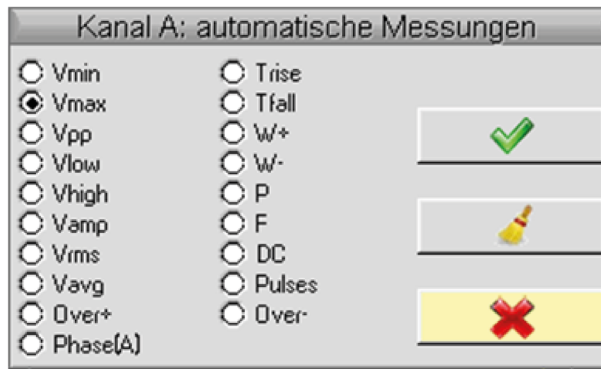 Kanal A: automatische Messungen
Vmin
Vmax
Vpp
Vlow
Vhigh
Vamp
Vrms
Vavg
Over+
Phase(A)
Trise
Tfall
W+
W-
P
F
DC
Pulses
Over-